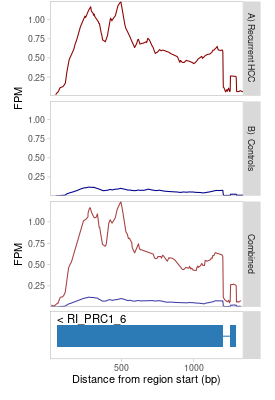 1.00
0.75
0.50
0.25
A) Recurrent HCC
FPM
1.00
0.75
0.50
0.25
B) Controls
1.00
0.75
0.50
0.25
Combined
FPM
< RI_PRC1_6
500
1000
Distance from region start (bp)